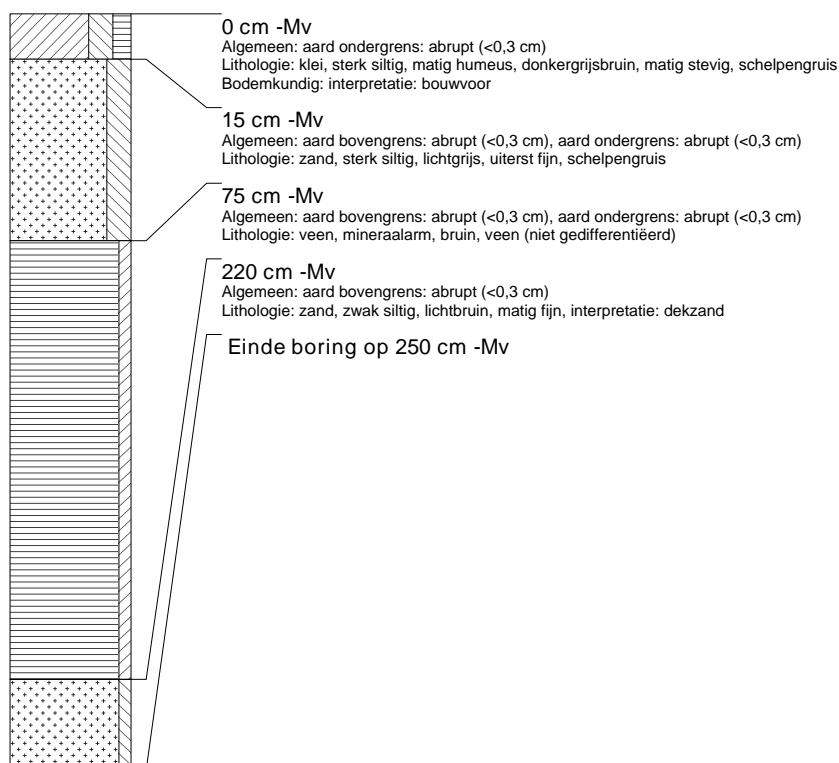 0 cm -Mv
Algemeen: aard ondergrens: abrupt (<0,3 cm)
Lithologie: klei, sterk siltig, matig humeus, donkergrijsbruin, matig stevig, schelpengruis
Bodemkundig: interpretatie: bouwvoor
15 cm -Mv
Algemeen: aard bovengrens: abrupt (<0,3 cm), aard ondergrens: abrupt (<0,3 cm)
Lithologie: zand, sterk siltig, lichtgrijs, uiterst fijn, schelpengruis
75 cm -Mv
Algemeen: aard bovengrens: abrupt (<0,3 cm), aard ondergrens: abrupt (<0,3 cm)
Lithologie: veen, mineraalarm, bruin, veen (niet gedifferentiëerd)
220 cm -Mv
Algemeen: aard bovengrens: abrupt (<0,3 cm)
Lithologie: zand, zwak siltig, lichtbruin, matig fijn, interpretatie: dekzand
Einde boring op 250 cm -Mv